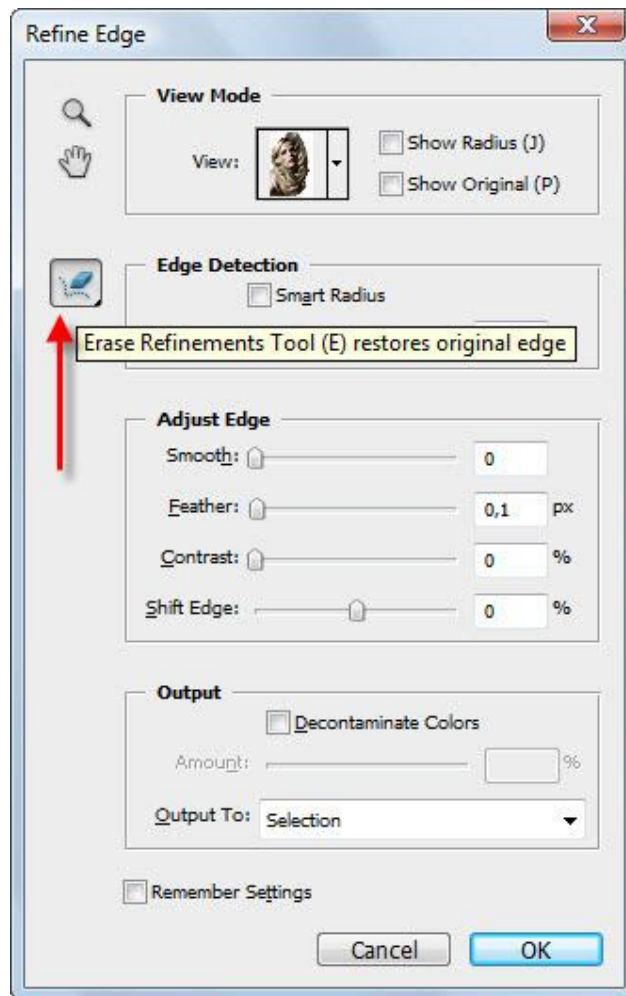 Refine Edge
View Mode
View:
Show Radius (J)
Show Original (P)
Edge Detection
Smart Radius
Erase Refinements Tool (E) restores original edge
Adjust Edge
Smooth: 0
Feather: 0,1 px
Contrast: 0 %
Shift Edge: 0 %
Output
Decontaminate Colors
Amount: %
Output To: Selection
Remember Settings
Cancel OK